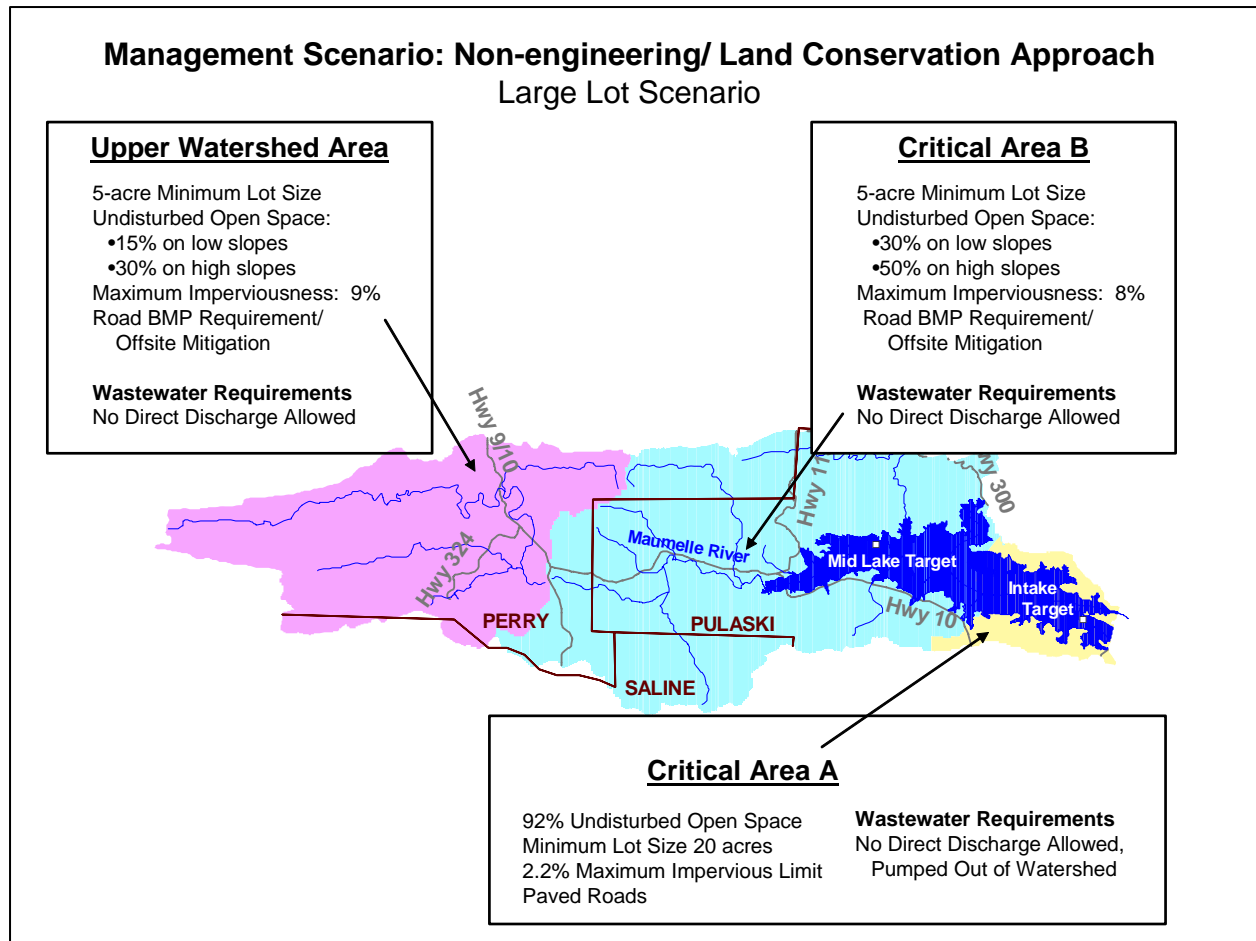 Management Scenario: Non-engineering/ Land Conservation Approach
Large Lot Scenario
Upper Watershed Area
5-acre Minimum Lot Size
Undisturbed Open Space:
•15% on low slopes
•30% on high slopes
Maximum Imperviousness: 9%
Road BMP Requirement/
Offsite Mitigation
Wastewater Requirements
No Direct Discharge Allowed
Critical Area B
5-acre Minimum Lot Size
Undisturbed Open Space:
•30% on low slopes
•50% on high slopes
Maximum Imperviousness: 8%
Road BMP Requirement/
Offsite Mitigation
Wastewater Requirements
No Direct Discharge Allowed
Hwy 9/10
Hwy 324
Hwy 11
300
Maumelle River
Mid Lake Target
Intake
Target
Hwy 10
PERRY
PULASKI
SALINE
Critical Area A
92% Undisturbed Open Space
Minimum Lot Size 20 acres
2.2% Maximum Impervious Limit
Paved Roads
Wastewater Requirements
No Direct Discharge Allowed,
Pumped Out of Watershed